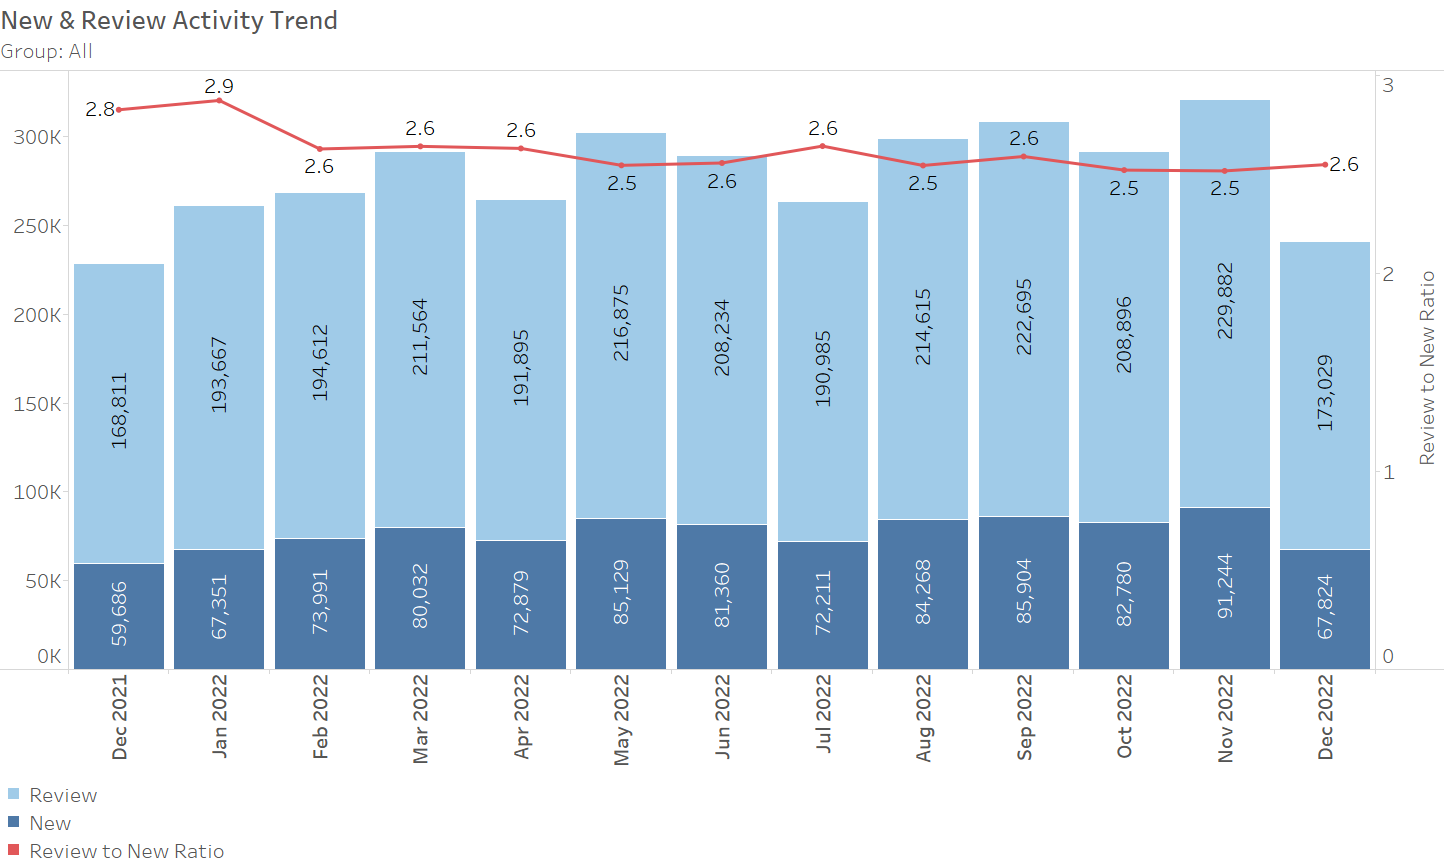 New & Review Activity Trend
Group: All
300K
250K
200K
150K
100K
50K
0K
3
2
1
0
Review to New Ratio
2.8
2.9
2.6
2.6
2.6
2.5
2.6
2.6
2.5
2.6
2.5
2.5
2.6
168,811
193,667
194,612
211,564
191,895
216,875
208,234
190,985
214,615
222,695
208,896
229,882
173,029
59,686
67,351
73,991
80,032
72,879
85,129
81,360
72,211
84,268
85,904
82,780
91,244
67,824
Dec 2021
Jan 2022
Feb 2022
Mar 2022
Apr 2022
May 2022
Jun 2022
Jul 2022
Aug 2022
Sep 2022
Oct 2022
Nov 2022
Dec 2022
Review
New
Review to New Ratio